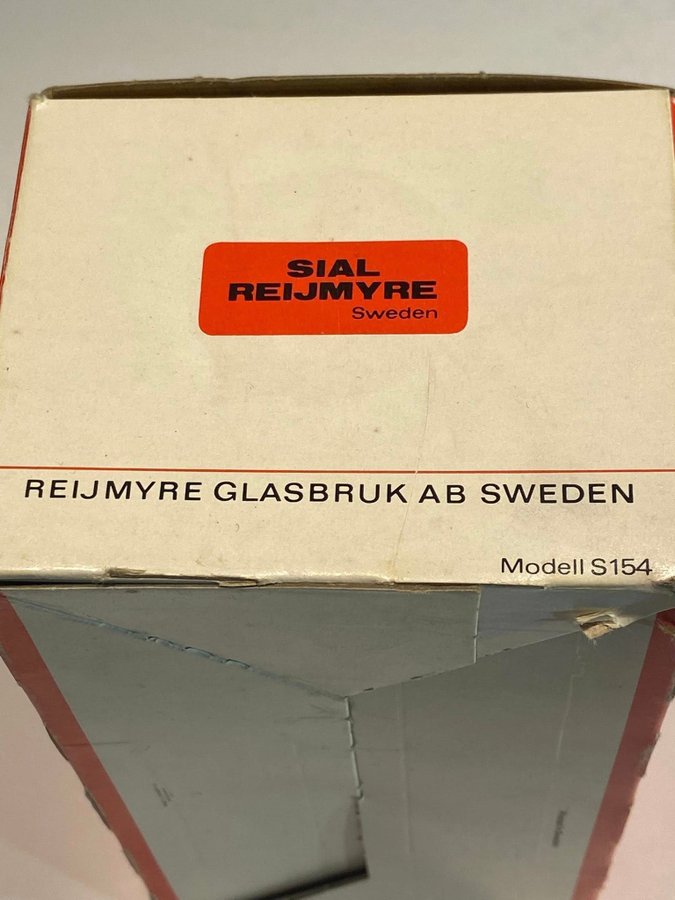 SIAL
REIJMYRE
Sweden
REIJMYRE GLASBRUK AB SWEDEN
Modell S154